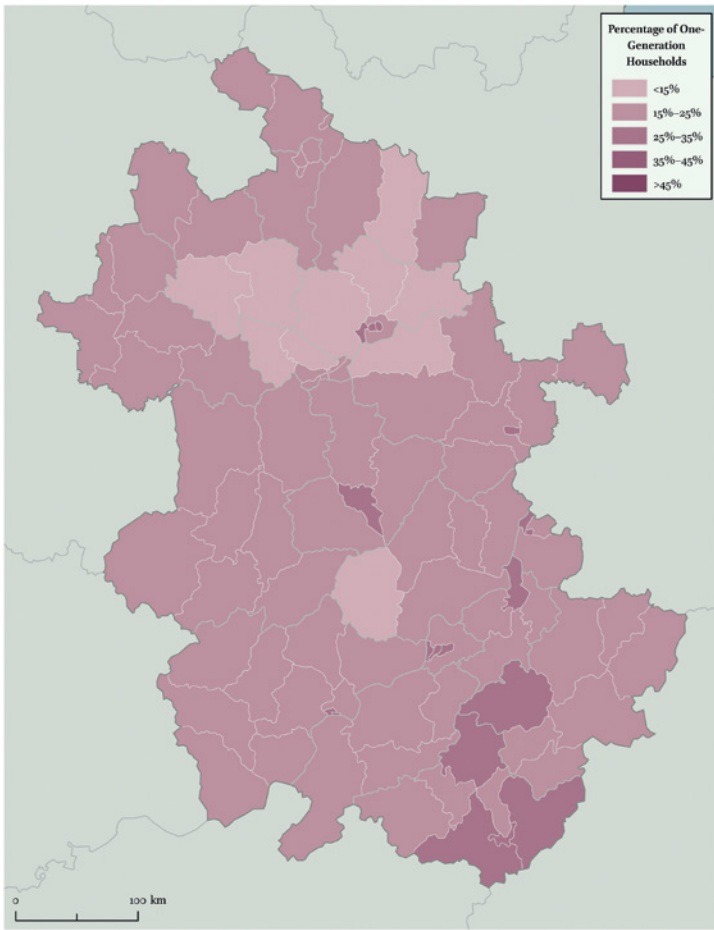 Percentage of One-
Generation
Households
<15%
15%–25%
25%–35%
35%–45%
>45%
0 100 km